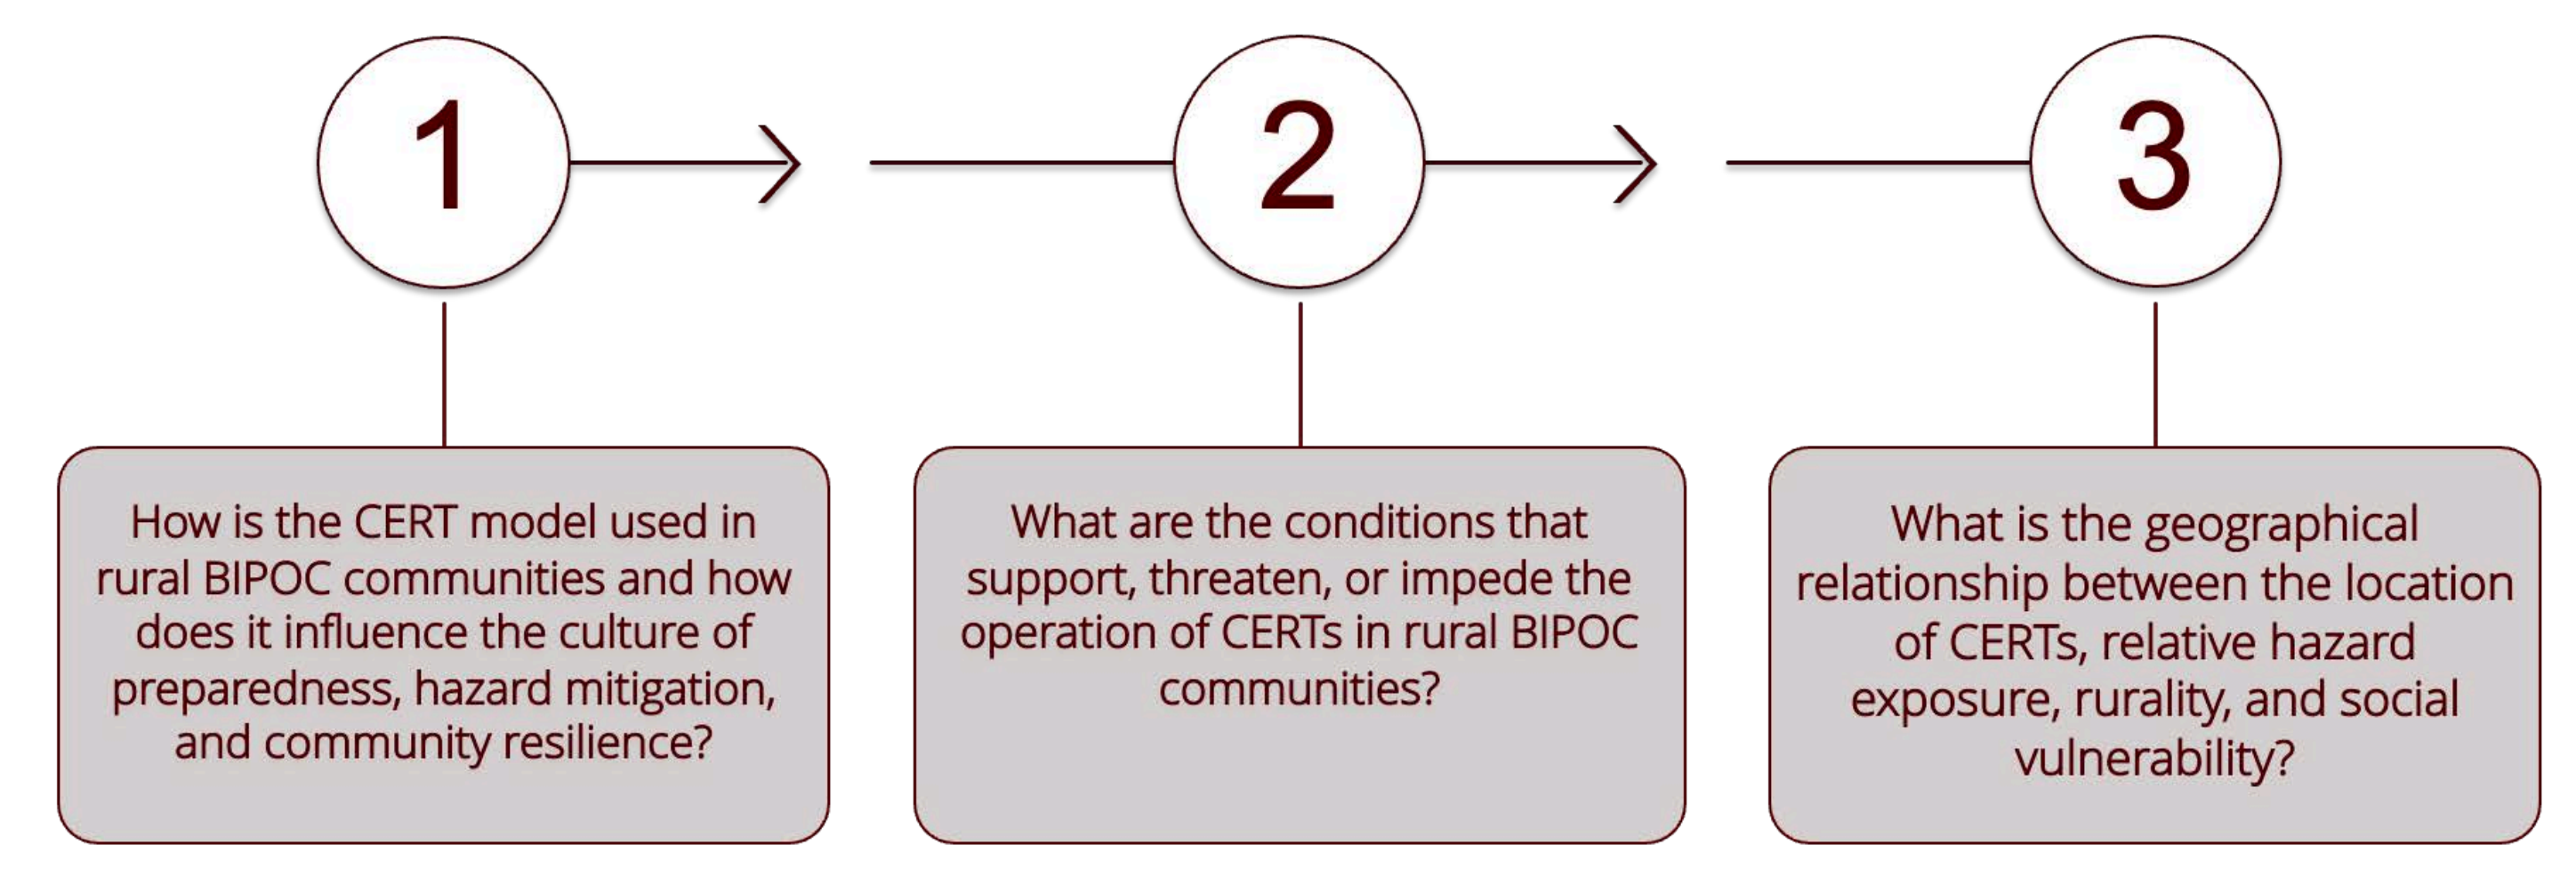 1
How is the CERT model used in
rural BIPOC communities and how
does it influence the culture of
preparedness, hazard mitigation,
and community resilience?
2
What are the conditions that
support, threaten, or impede the
operation of CERTs in rural BIPOC
communities?
3
What is the geographical
relationship between the location
of CERTs, relative hazard
exposure, rurality, and social
vulnerability?